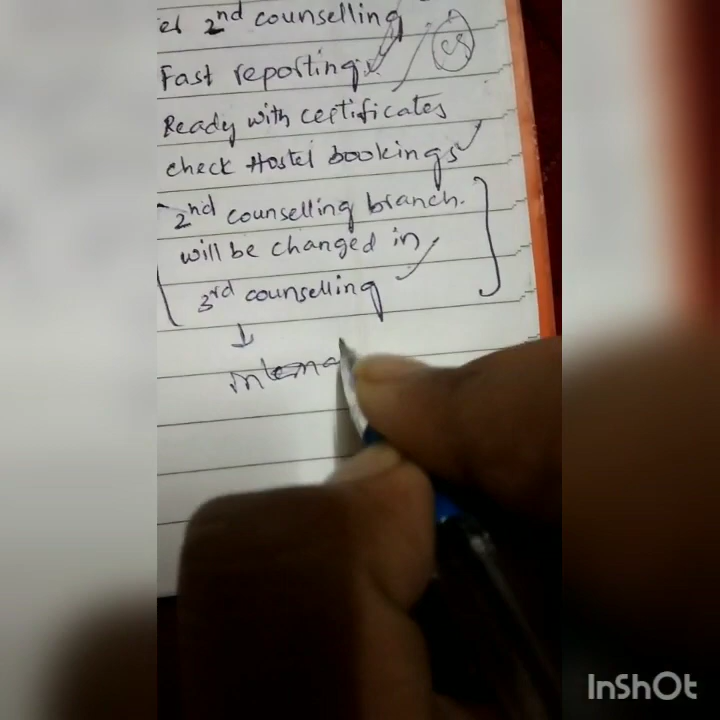 2nd counselling
Fast reporting
CS
Ready with certificates
check Hostel bookings
2nd counselling branch.
will be changed in
3rd counselling
InShOt